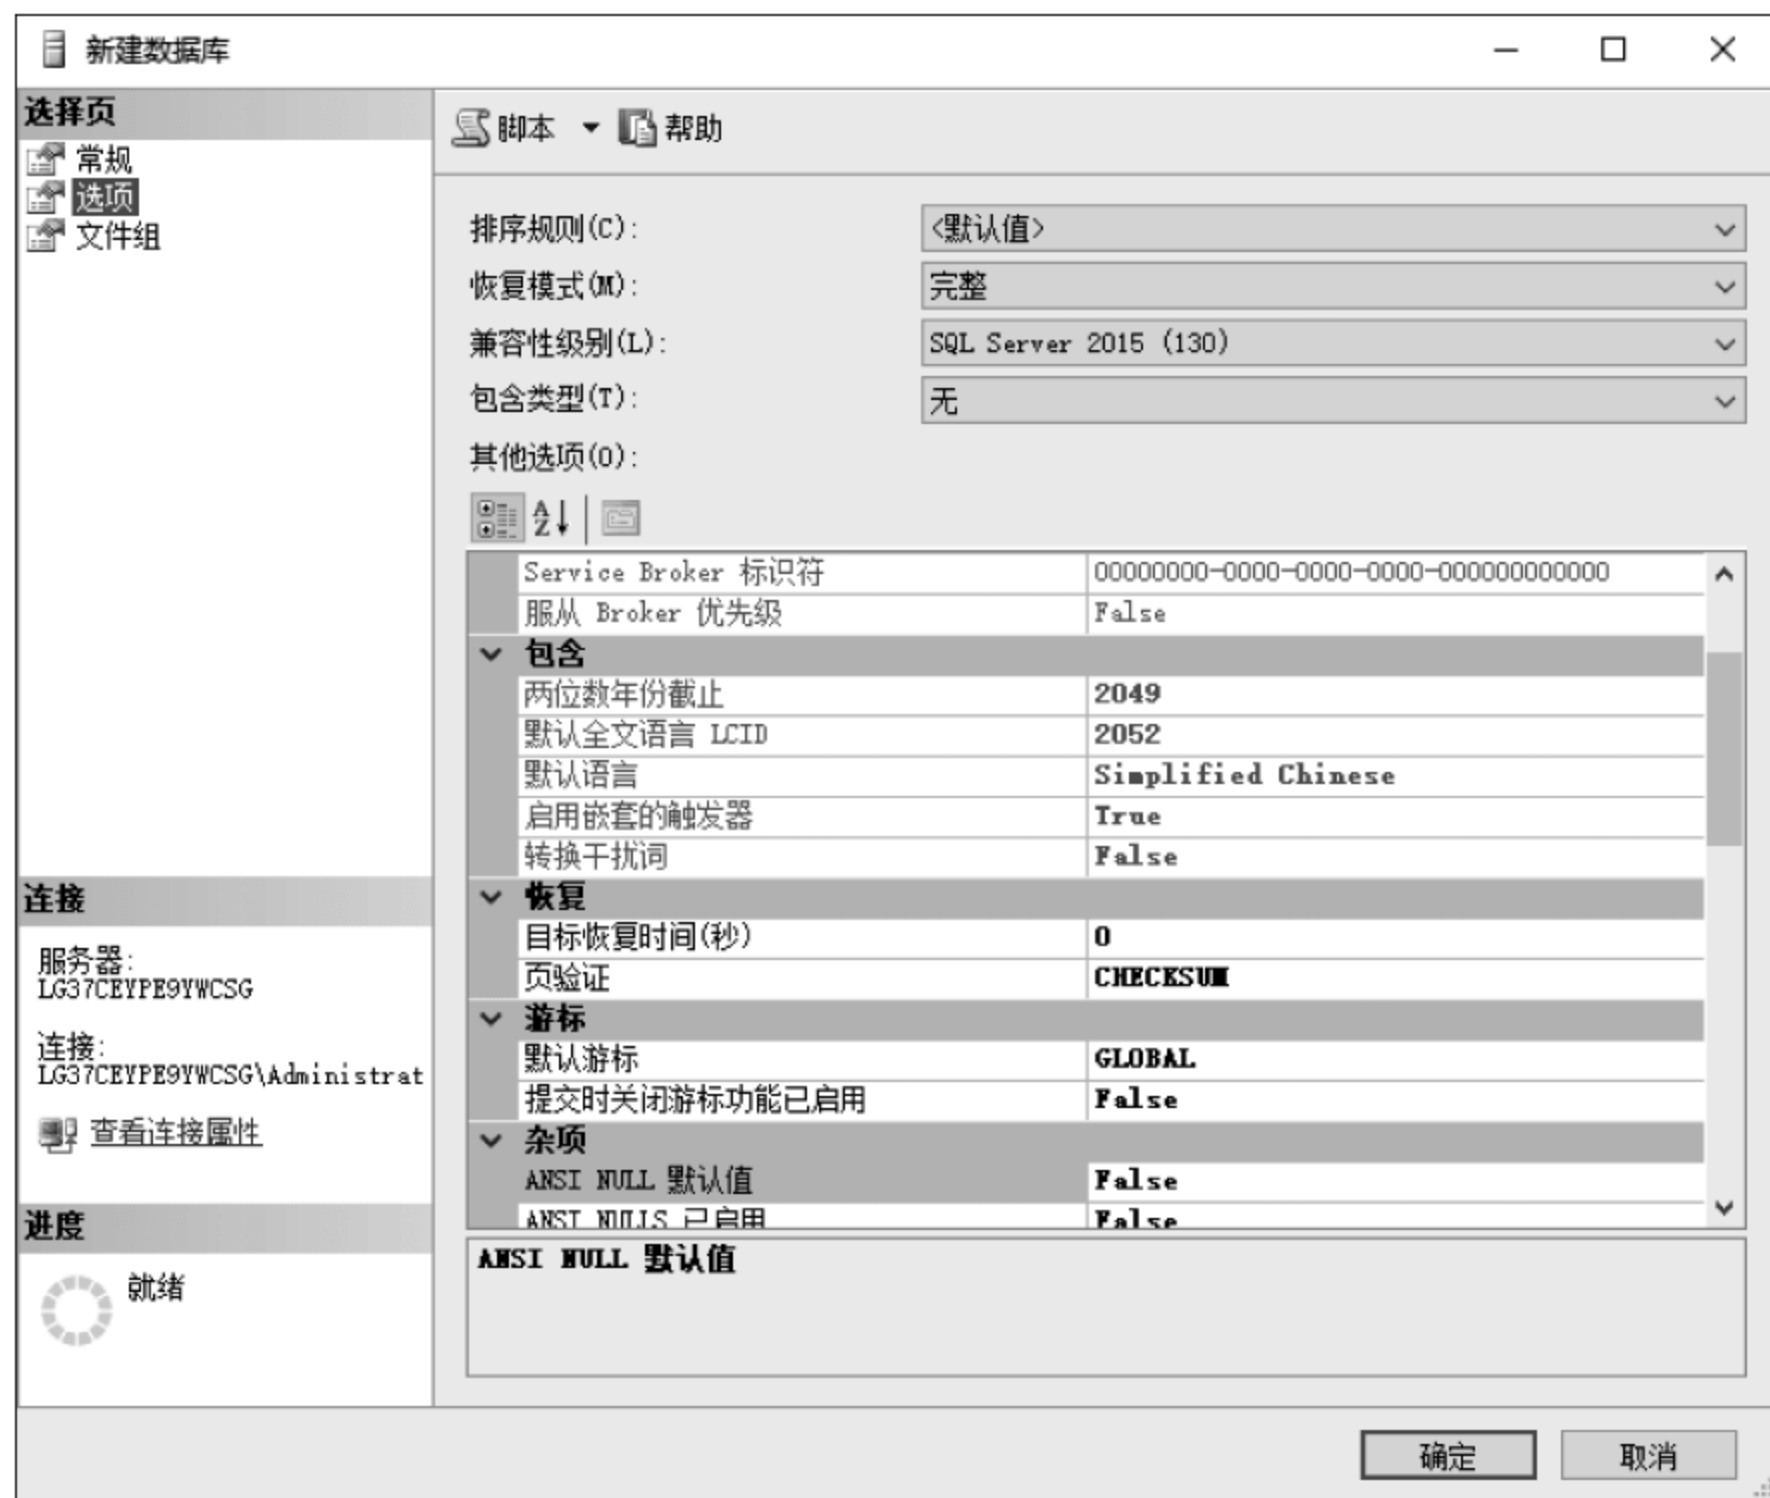 新建数据库
选择页
常规
选项
文件组
脚本 帮助
排序规则(C): <默认值>
恢复模式(M): 完整
兼容性级别(L): SQL Server 2015 (130)
包含类型(T): 无
其他选项(O):
Service Broker 标识符 00000000-0000-0000-0000-000000000000
服从 Broker 优先级 False
包含
两位数年份截止 2049
默认全文语言 LCID 2052
默认语言 Simplified Chinese
启用嵌套的触发器 True
转换干扰词 False
恢复
目标恢复时间(秒) 0
页验证 CHECKSUM
游标
默认游标 GLOBAL
提交时关闭游标功能已启用 False
杂项
ANSI NULL 默认值 False
ANSI NULLS 已启用 False
ANSI NULL 默认值
连接
服务器:
LG37CEYPE9YWCSG
连接:
LG37CEYPE9YWCSG\Administrat
查看连接属性
进度
就绪
确定 取消